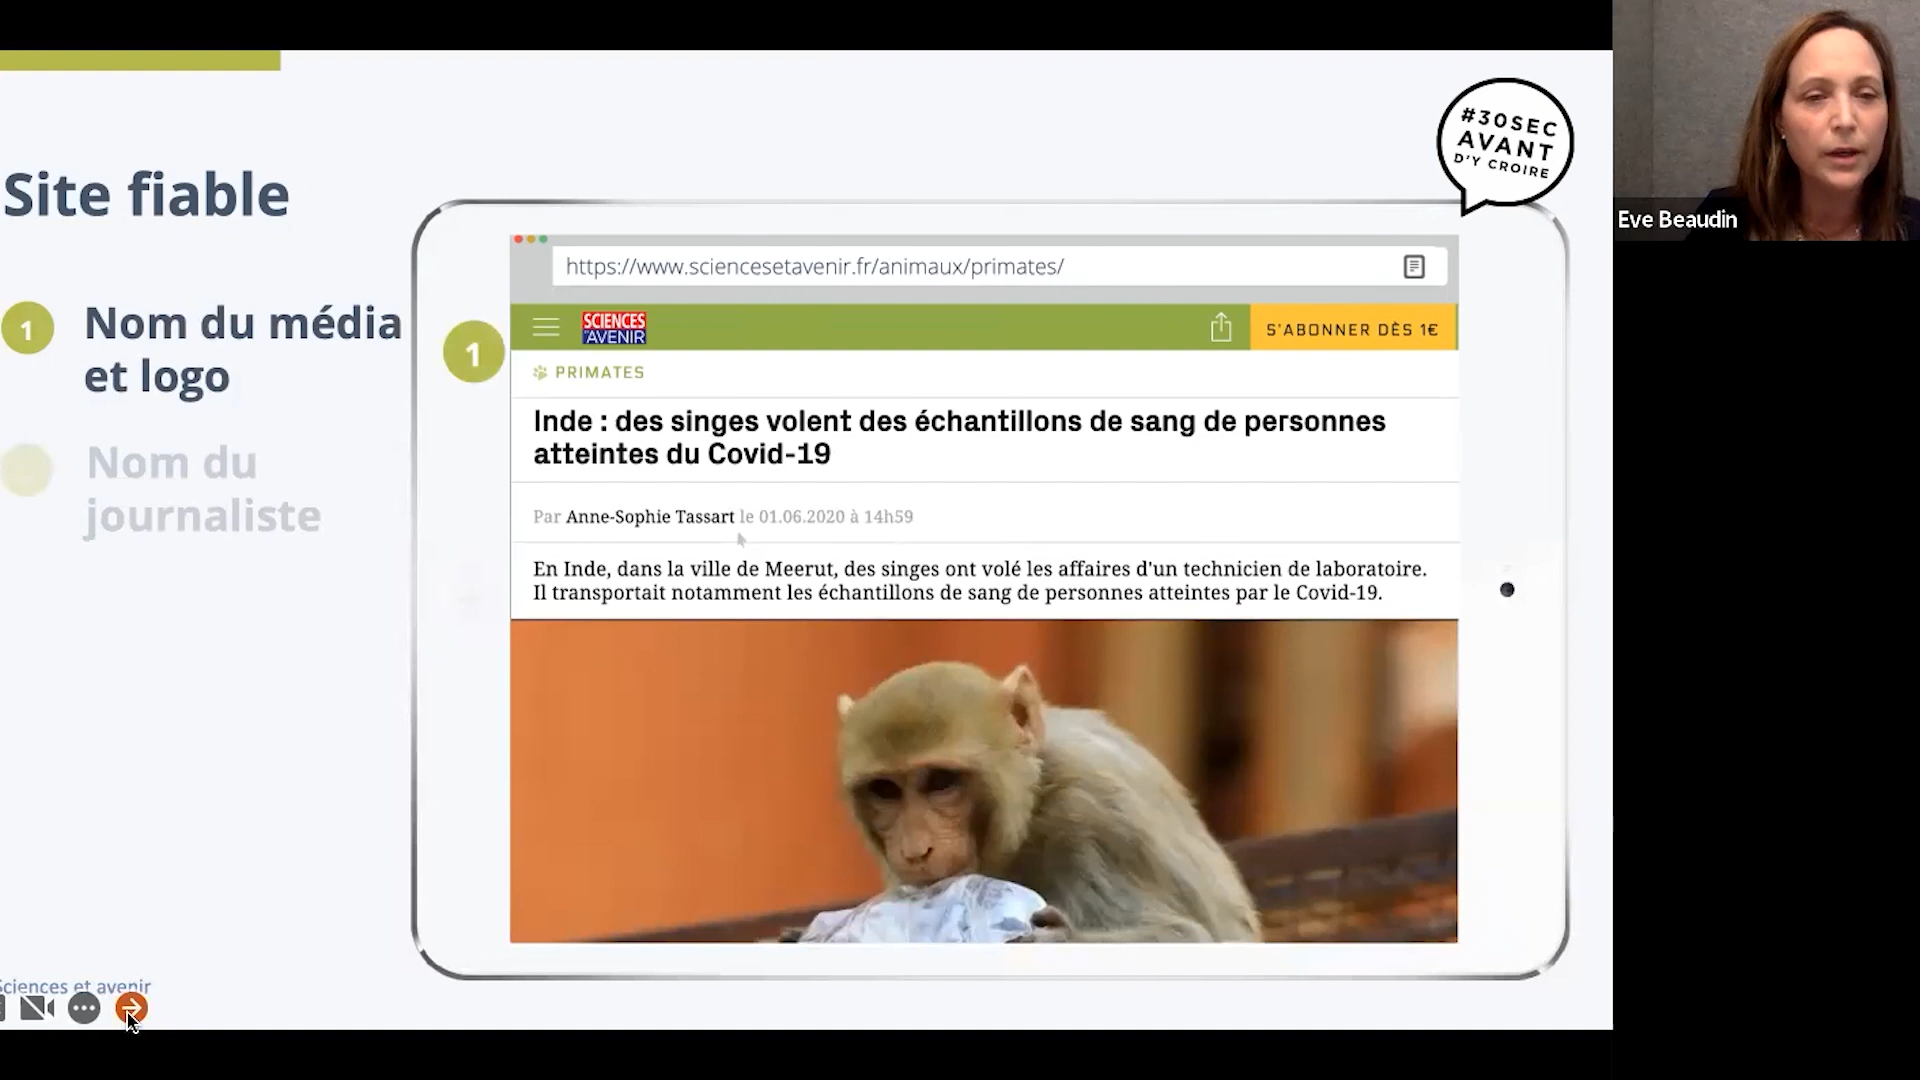 Site fiable
1
Nom du média
et logo
Nom du
journaliste
#30SEC
AVANT
D'Y CROIRE
https://www.sciencesetavenir.fr/animaux/primates/
1
SCIENCES
AVENIR
S'ABONNER DÈS 1€
PRIMATES
Inde : des singes volent des échantillons de sang de personnes
atteintes du Covid-19
Par Anne-Sophie Tassart le 01.06.2020 à 14h59
En Inde, dans la ville de Meerut, des singes ont volé les affaires d'un technicien de laboratoire.
Il transportait notamment les échantillons de sang de personnes atteintes par le Covid-19.
Sciences et avenir
Eve Beaudin